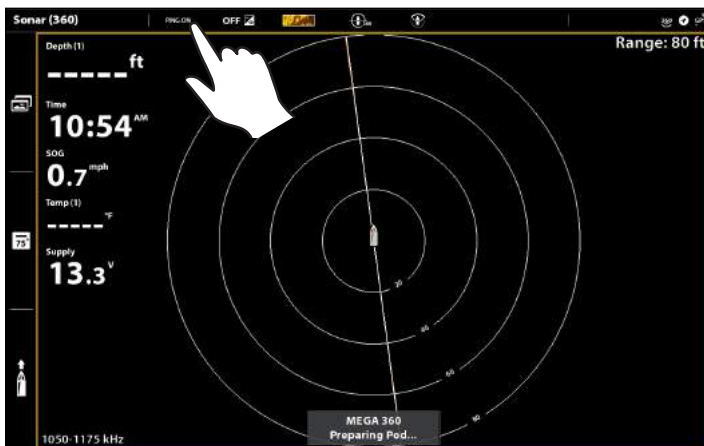 Sonar (360)
PING ON
OFF
Range: 80 ft
Depth (1)
-----ft
Time
10:54 AM
SOG
0.7 mph
Temp (1)
-----°F
75°
Supply
13.3 V
20
40
60
80
MEGA 360
Preparing Pod...
1050-1175 kHz